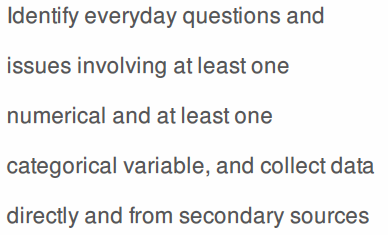 Identify everyday questions and
issues involving at least one
numerical and at least one
categorical variable, and collect data
directly and from secondary sources